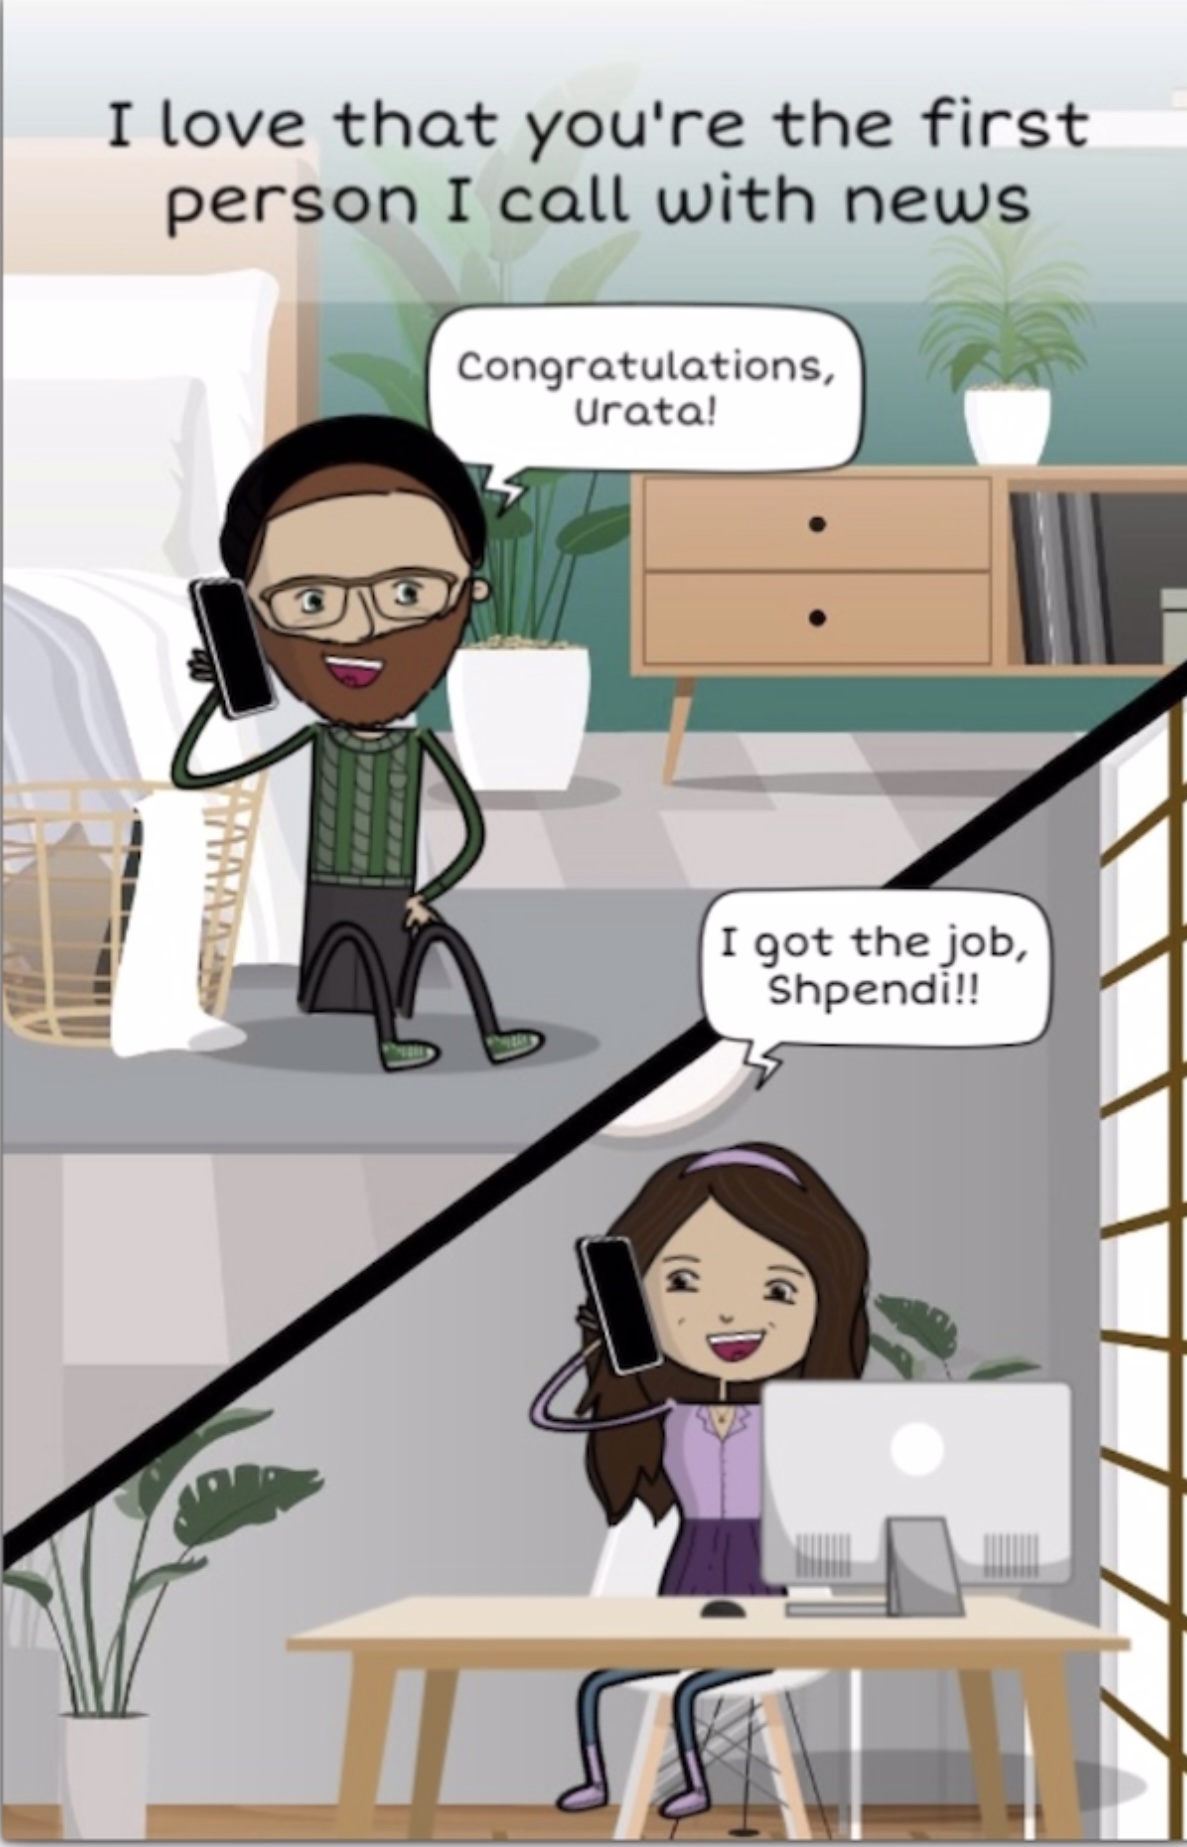 I love that you're the first
person I call with news
Congratulations,
Urata!
I got the job,
Shpendi!!